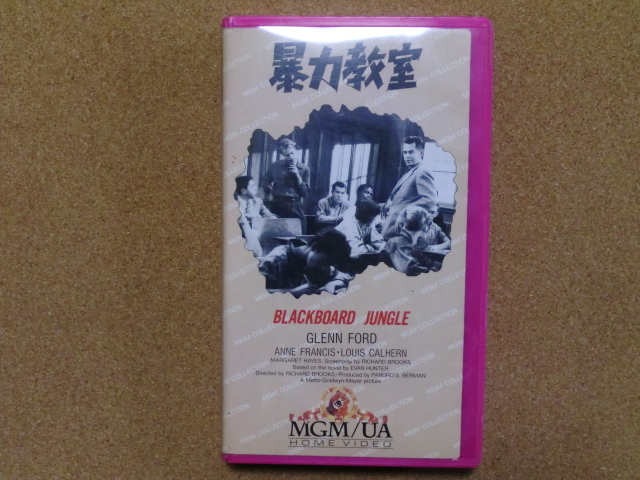 暴力教室
BLACKBOARD JUNGLE
GLENN FORD
ANNE FRANCIS•LOUIS CALHERN
MARGARET HAYES, Screenplay by RICHARD BROOKS
Based on the novel by EVAN HUNTER
Directed by RICHARD BROOKS, Produced by PANDRO S. BERMAN
A Metro-Goldwyn-Mayer picture
MGM/UA
HOME VIDEO
MGM COLLECTION